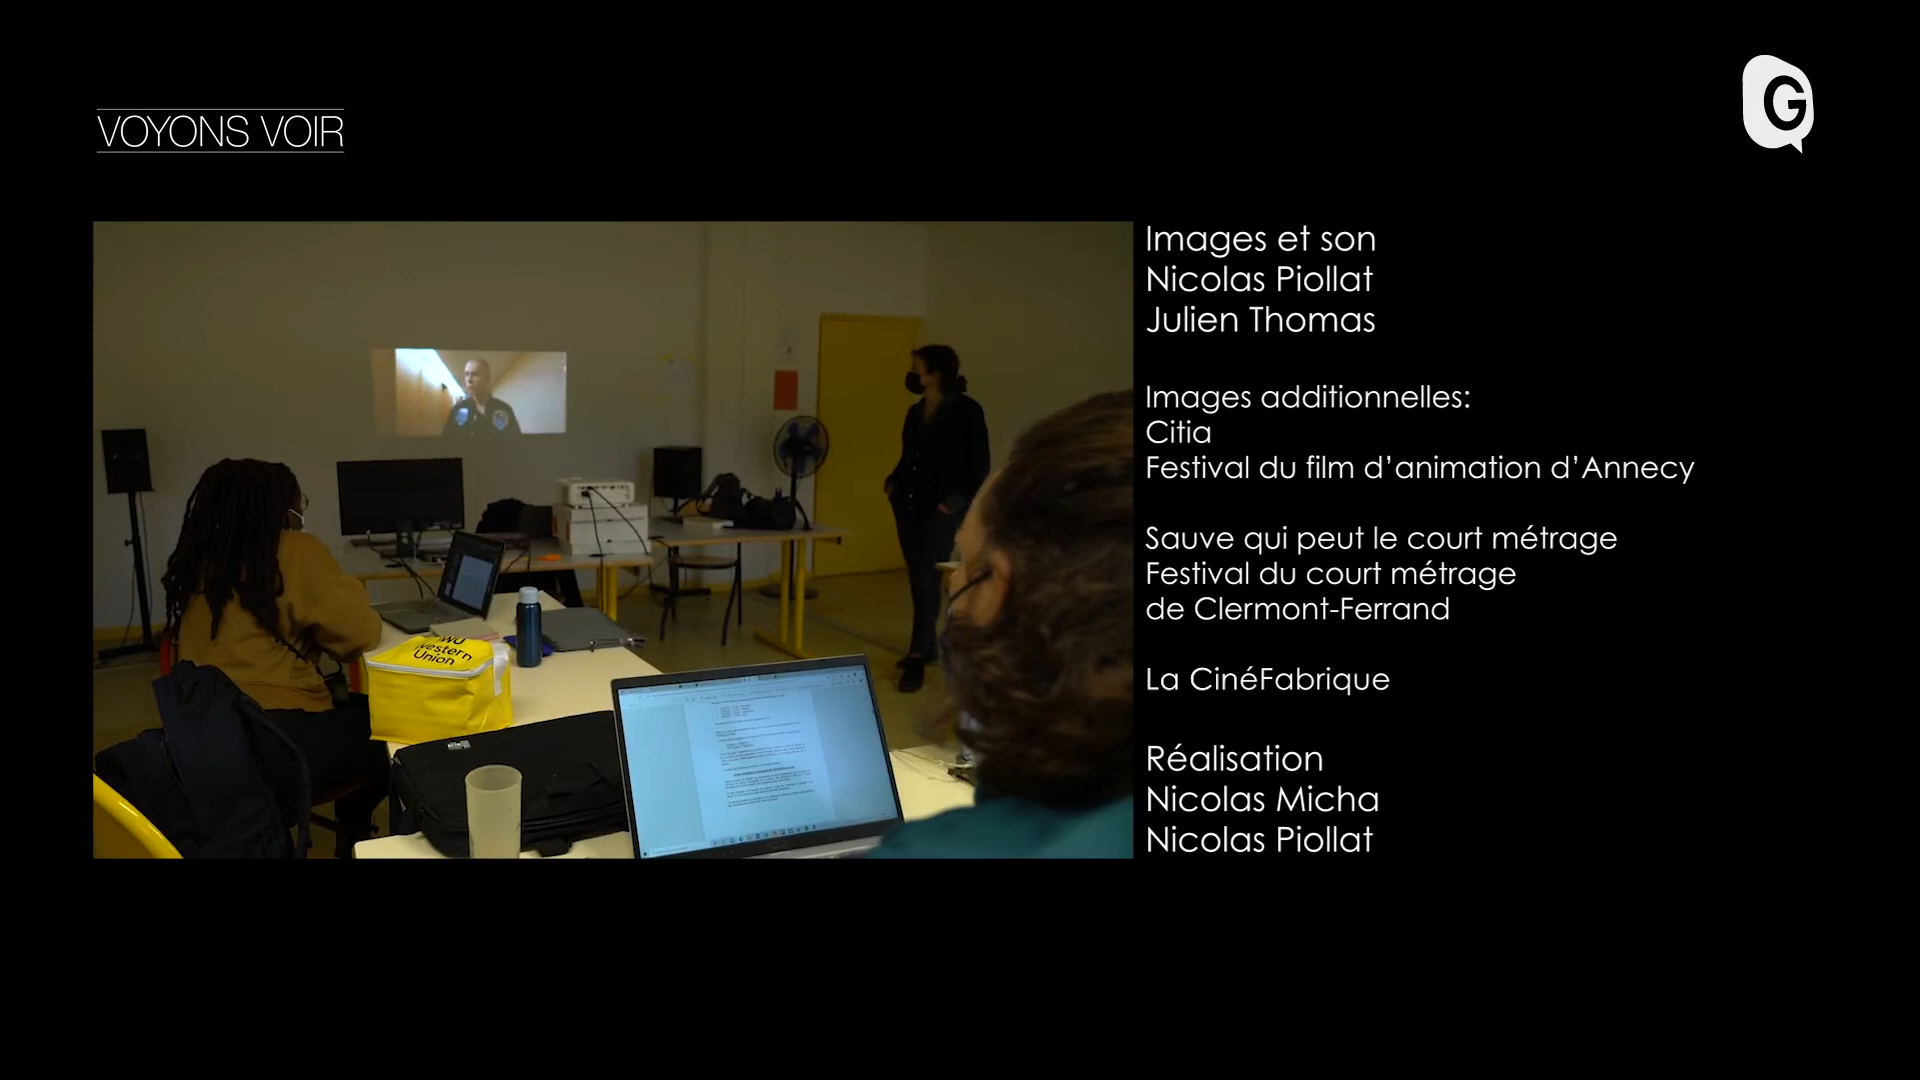 VOYONS VOIR
G
Images et son
Nicolas Piollat
Julien Thomas
Images additionnelles:
Citia
Festival du film d’animation d’Annecy
Sauve qui peut le court métrage
Festival du court métrage
de Clermont-Ferrand
La CinéFabrique
Réalisation
Nicolas Micha
Nicolas Piollat
WU
Western
Union